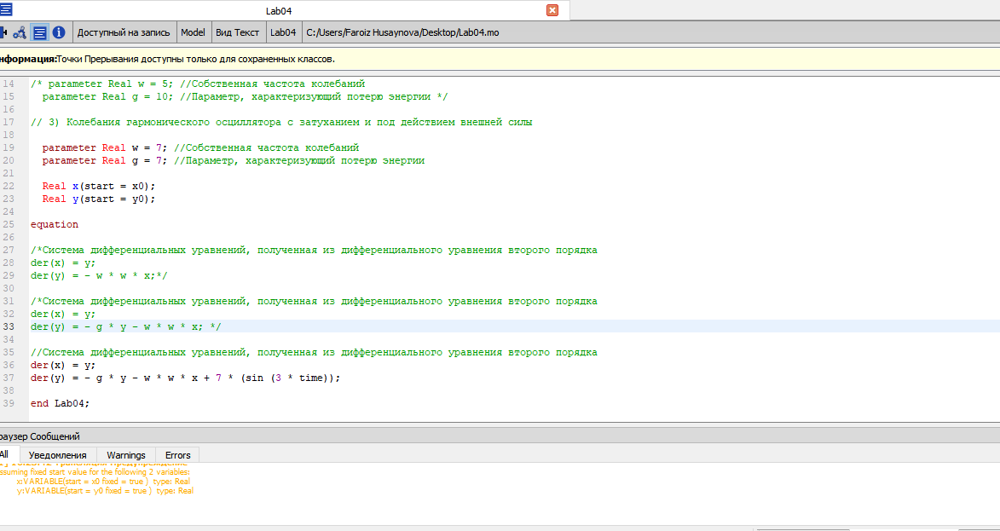 Lab04
Доступный на запись Model Вид Текст Lab04 C:/Users/Faroiz Husaynova/Desktop/Lab04.mo
нформация:Точки Прерывания доступны только для сохраненных классов.
14 /* parameter Real w = 5; //Собственная частота колебаний
15 parameter Real g = 10; //Параметр, характеризующий потерю энергии */
16
17 // 3) Колебания гармонического осциллятора с затуханием и под действием внешней силы
18
19 parameter Real w = 7; //Собственная частота колебаний
20 parameter Real g = 7; //Параметр, характеризующий потерю энергии
21
22 Real x(start = x0);
23 Real y(start = y0);
24
25 equation
26
27 /*Система дифференциальных уравнений, полученная из дифференциального уравнения второго порядка
28 der(x) = y;
29 der(y) = - w * w * x;*/
30
31 /*Система дифференциальных уравнений, полученная из дифференциального уравнения второго порядка
32 der(x) = y;
33 der(y) = - g * y - w * w * x; */
34
35 //Система дифференциальных уравнений, полученная из дифференциального уравнения второго порядка
36 der(x) = y;
37 der(y) = - g * y - w * w * x + 7 * (sin (3 * time));
38
39 end Lab04;
раузер Сообщений
All Уведомления Warnings Errors
ssuming fixed start value for the following 2 variables:
x:VARIABLE(start = x0 fixed = true ) type: Real
y:VARIABLE(start = y0 fixed = true ) type: Real